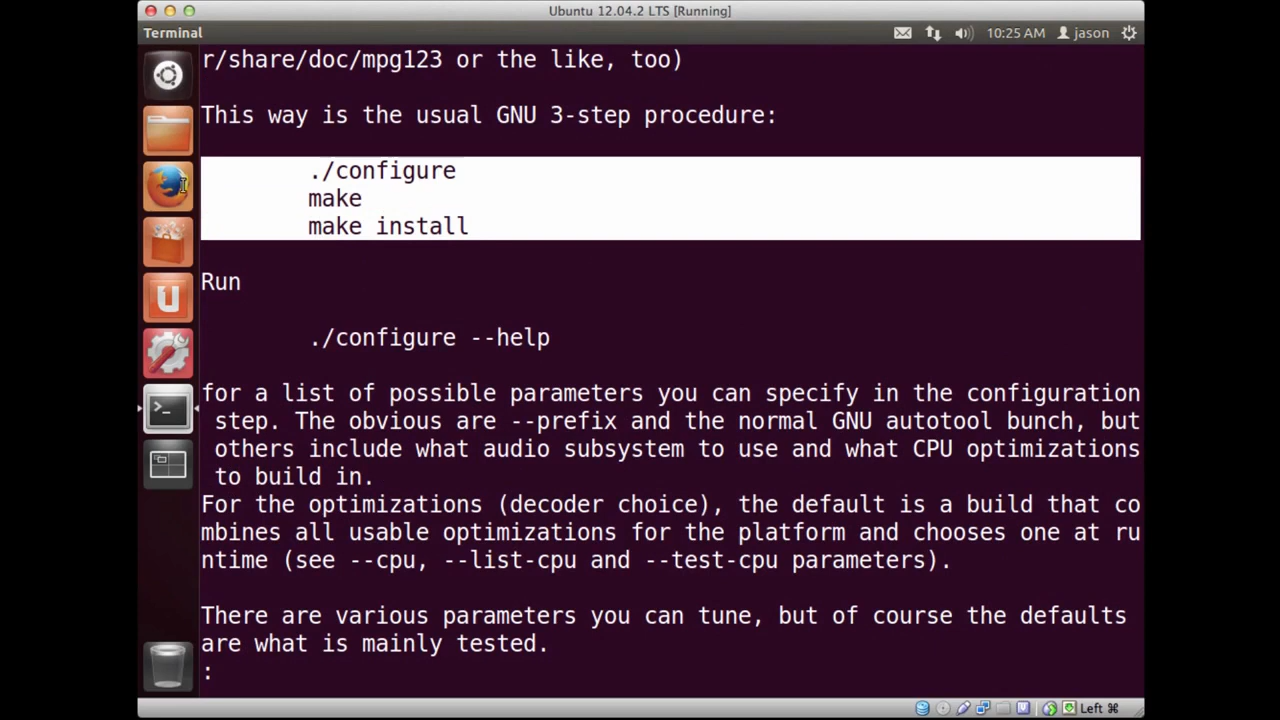 Ubuntu 12.04.2 LTS [Running]
Terminal
10:25 AM
jason
r/share/doc/mpg123 or the like, too)
This way is the usual GNU 3-step procedure:
./configure
make
make install
Run
./configure --help
for a list of possible parameters you can specify in the configuration
step. The obvious are --prefix and the normal GNU autotool bunch, but
others include what audio subsystem to use and what CPU optimizations
to build in.
For the optimizations (decoder choice), the default is a build that co
mbines all usable optimizations for the platform and chooses one at ru
ntime (see --cpu, --list-cpu and --test-cpu parameters).
There are various parameters you can tune, but of course the defaults
are what is mainly tested.
:
Left ⌘